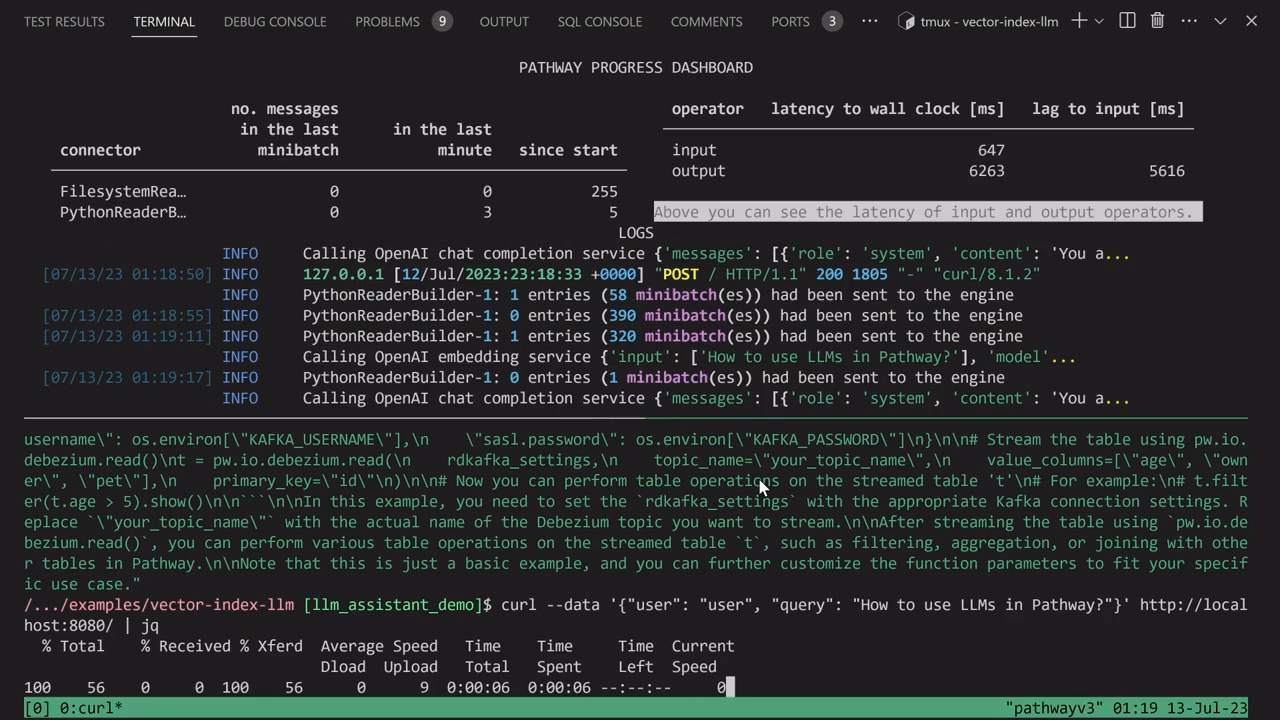 TEST RESULTS TERMINAL DEBUG CONSOLE PROBLEMS 9 OUTPUT SQL CONSOLE COMMENTS PORTS 3 ··· tmux - vector-index-llm
PATHWAY PROGRESS DASHBOARD
no. messages
in the last in the last
connector minibatch minute since start
FilesystemRea… 0 0 255
PythonReaderB… 0 3 5
operator latency to wall clock [ms] lag to input [ms]
input 647
output 6263 5616
Above you can see the latency of input and output operators.
LOGS
INFO Calling OpenAI chat completion service {'messages': [{'role': 'system', 'content': 'You a...
[07/13/23 01:18:50] INFO 127.0.0.1 [12/Jul/2023:23:18:33 +0000] "POST / HTTP/1.1" 200 1805 "-" "curl/8.1.2"
INFO PythonReaderBuilder-1: 1 entries (58 minibatch(es)) had been sent to the engine
[07/13/23 01:18:55] INFO PythonReaderBuilder-1: 0 entries (390 minibatch(es)) had been sent to the engine
[07/13/23 01:19:11] INFO PythonReaderBuilder-1: 1 entries (320 minibatch(es)) had been sent to the engine
INFO Calling OpenAI embedding service {'input': ['How to use LLMs in Pathway?'], 'model'...
[07/13/23 01:19:17] INFO PythonReaderBuilder-1: 0 entries (1 minibatch(es)) had been sent to the engine
INFO Calling OpenAI chat completion service {'messages': [{'role': 'system', 'content': 'You a...
username\": os.environ[\"KAFKA_USERNAME\"],\n    \"sasl.password\": os.environ[\"KAFKA_PASSWORD\"]\n}\n\n# Stream the table using pw.io.
debezium.read()\nt = pw.io.debezium.read(\n    rdkafka_settings,\n    topic_name=\"your_topic_name\",\n    value_columns=[\"age\", \"own
er\", \"pet\"],\n    primary_key=\"id\"\n)\n\n# Now you can perform table operations on the streamed table 't'\n# For example:\n# t.filt
er(t.age > 5).show()\n\n```\n\nIn this example, you need to set the `rdkafka_settings` with the appropriate Kafka connection settings. R
eplace `\"your_topic_name\"` with the actual name of the Debezium topic you want to stream.\n\nAfter streaming the table using `pw.io.de
bezium.read()`, you can perform various table operations on the streamed table `t`, such as filtering, aggregation, or joining with othe
r tables in Pathway.\n\nNote that this is just a basic example, and you can further customize the function parameters to fit your specif
ic use case."
/.../examples/vector-index-llm [llm_assistant_demo]$ curl --data '{"user": "user", "query": "How to use LLMs in Pathway?"}' http://local
host:8080/ | jq
% Total % Received % Xferd Average Speed Time Time Time Current
Dload Upload Total Spent Left Speed
100 56 0 0 100 56 0 9 0:00:06 0:00:06 --:--:-- 0
[0] 0:curl* "pathwayv3" 01:19 13-Jul-23